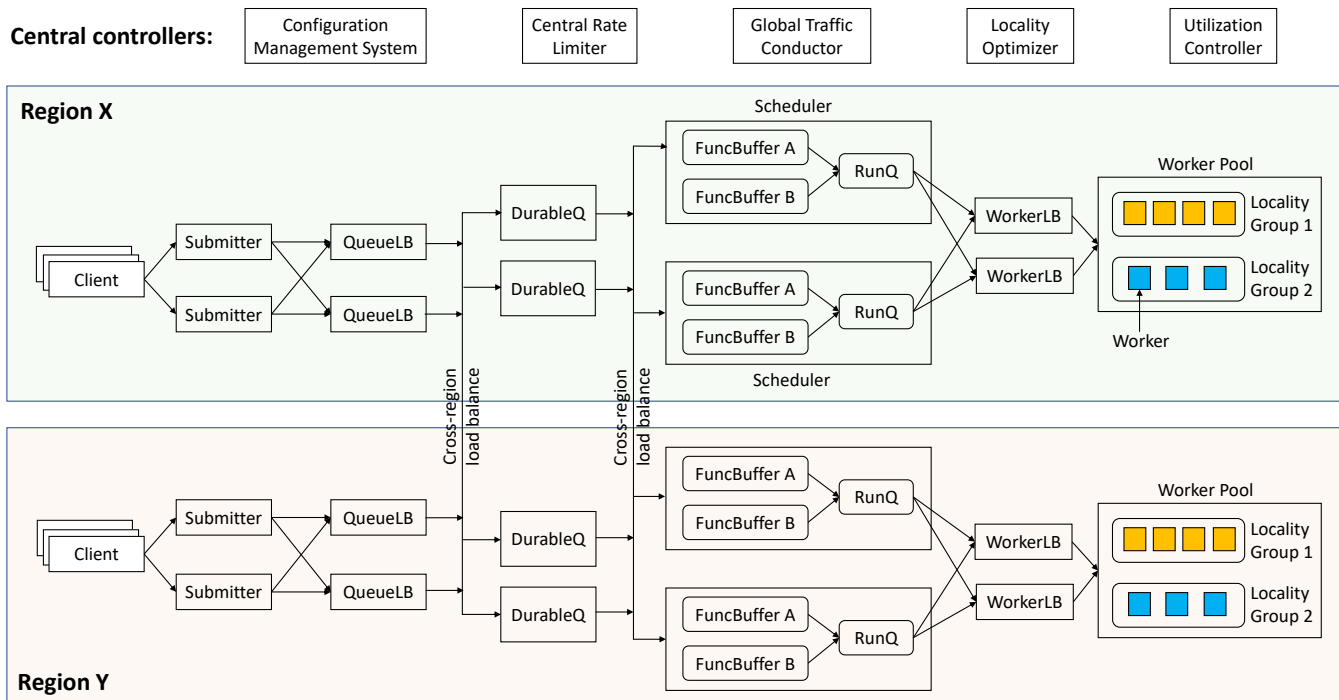 Central controllers:
Configuration
Management System
Central Rate
Limiter
Global Traffic
Conductor
Locality
Optimizer
Utilization
Controller
Region X
Client
Submitter
Submitter
QueueLB
QueueLB
Cross-region
load balance
DurableQ
DurableQ
Cross-region
load balance
Scheduler
FuncBuffer A
FuncBuffer B
RunQ
FuncBuffer A
FuncBuffer B
RunQ
Scheduler
WorkerLB
WorkerLB
Worker Pool
Locality
Group 1
Locality
Group 2
Worker
Client
Submitter
Submitter
QueueLB
QueueLB
DurableQ
DurableQ
FuncBuffer A
FuncBuffer B
RunQ
FuncBuffer A
FuncBuffer B
RunQ
WorkerLB
WorkerLB
Worker Pool
Locality
Group 1
Locality
Group 2
Region Y